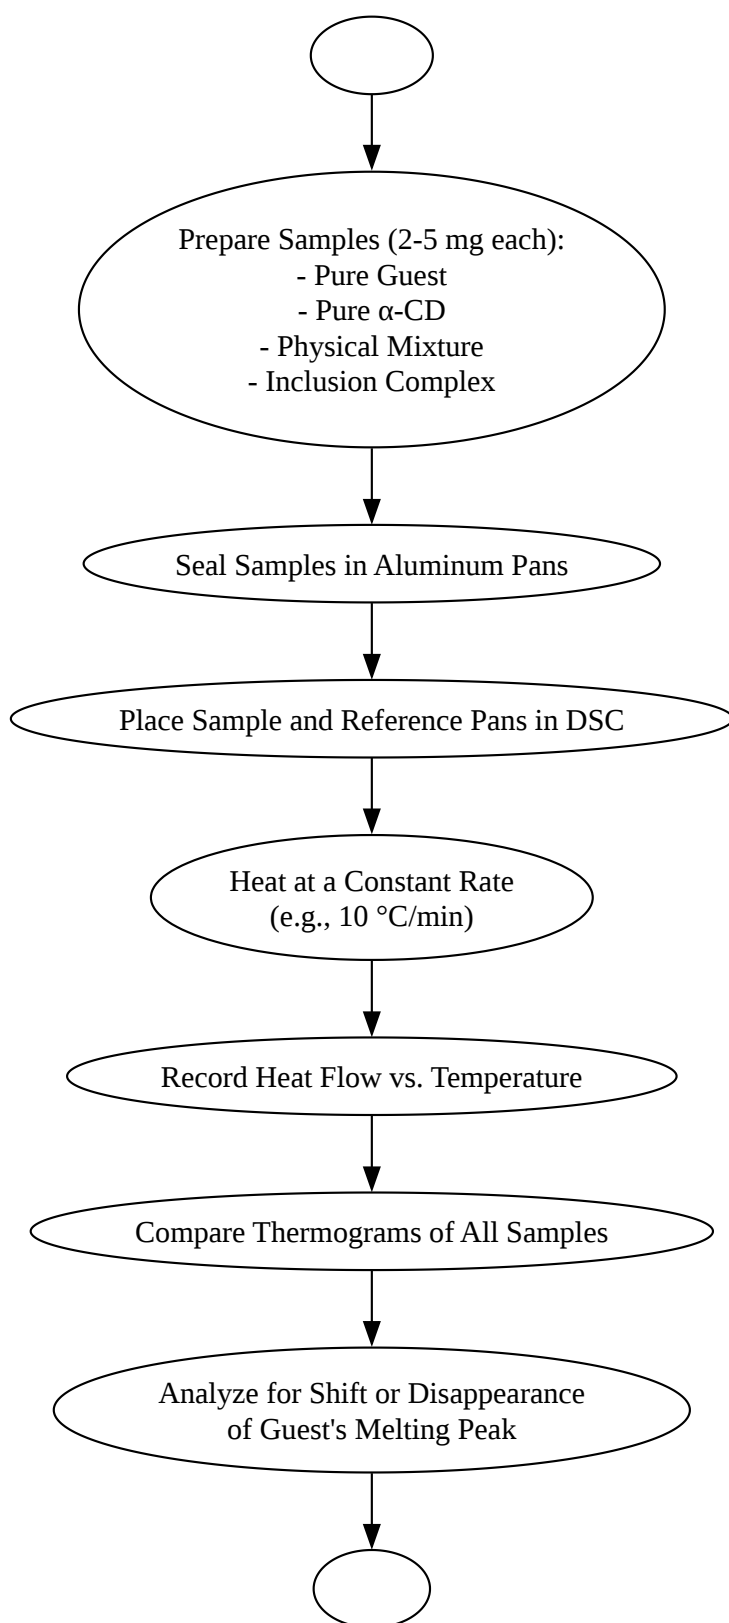 Prepare Samples (2-5 mg each):
- Pure Guest
- Pure α-CD
- Physical Mixture
- Inclusion Complex
Seal Samples in Aluminum Pans
Place Sample and Reference Pans in DSC
Heat at a Constant Rate
(e.g., 10 °C/min)
Record Heat Flow vs. Temperature
Compare Thermograms of All Samples
Analyze for Shift or Disappearance
of Guest's Melting Peak